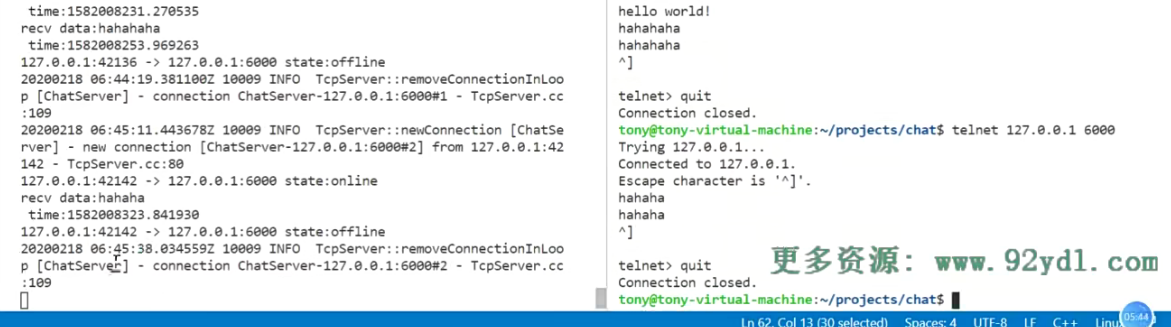 time:1582008231.270535
recv data:hahahaha
time:1582008253.969263
127.0.0.1:42136 -> 127.0.0.1:6000 state:offline
20200218 06:44:19.381100Z 10009 INFO  TcpServer::removeConnectionInLoo
p [ChatServer] - connection ChatServer-127.0.0.1:6000#1 - TcpServer.cc
:109
20200218 06:45:11.443678Z 10009 INFO  TcpServer::newConnection [ChatSe
rver] - new connection [ChatServer-127.0.0.1:6000#2] from 127.0.0.1:42
142 - TcpServer.cc:80
127.0.0.1:42142 -> 127.0.0.1:6000 state:online
recv data:hahaha
time:1582008323.841930
127.0.0.1:42142 -> 127.0.0.1:6000 state:offline
20200218 06:45:38.034559Z 10009 INFO  TcpServer::removeConnectionInLoo
p [ChatServer] - connection ChatServer-127.0.0.1:6000#2 - TcpServer.cc
:109
hello world!
hahahaha
hahahaha
^]
telnet> quit
Connection closed.
tony@tony-virtual-machine:~/projects/chat$ telnet 127.0.0.1 6000
Trying 127.0.0.1...
Connected to 127.0.0.1.
Escape character is '^]'.
hahaha
hahaha
^]
telnet> quit
Connection closed.
tony@tony-virtual-machine:~/projects/chat$
更多资源: www.92ydl.com
Ln 62, Col 13 (30 selected) Spaces: 4 UTF-8 LF C++ Linux
05:44